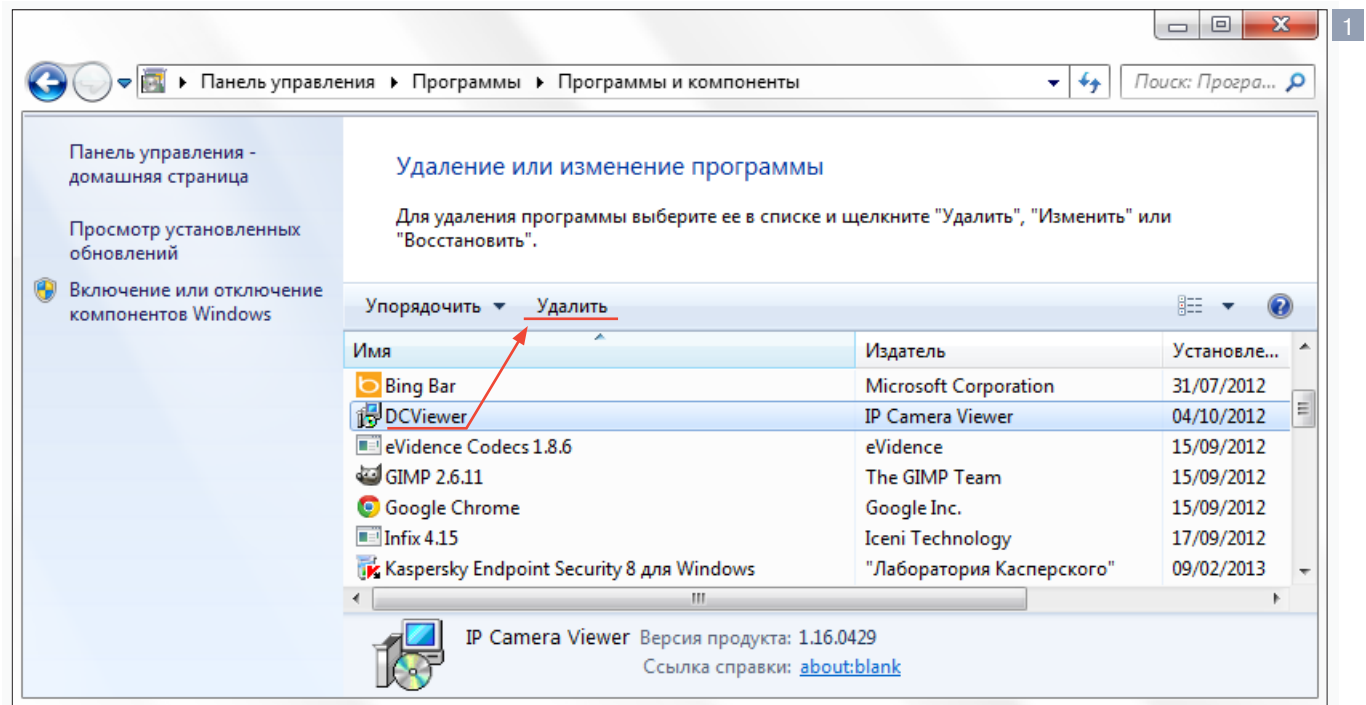 1
Панель управления Программы Программы и компоненты Поиск: Програ...
Панель управления -
домашняя страница
Просмотр установленных
обновлений
Включение или отключение
компонентов Windows
Удаление или изменение программы
Для удаления программы выберите ее в списке и щелкните "Удалить", "Изменить" или
"Восстановить".
Упорядочить Удалить
Имя Издатель Установле...
Bing Bar Microsoft Corporation 31/07/2012
DCViewer IP Camera Viewer 04/10/2012
eVidence Codecs 1.8.6 eVidence 15/09/2012
GIMP 2.6.11 The GIMP Team 15/09/2012
Google Chrome Google Inc. 15/09/2012
Infix 4.15 Iceni Technology 17/09/2012
Kaspersky Endpoint Security 8 для Windows "Лаборатория Касперского" 09/02/2013
IP Camera Viewer Версия продукта: 1.16.0429
Ссылка справки: about:blank